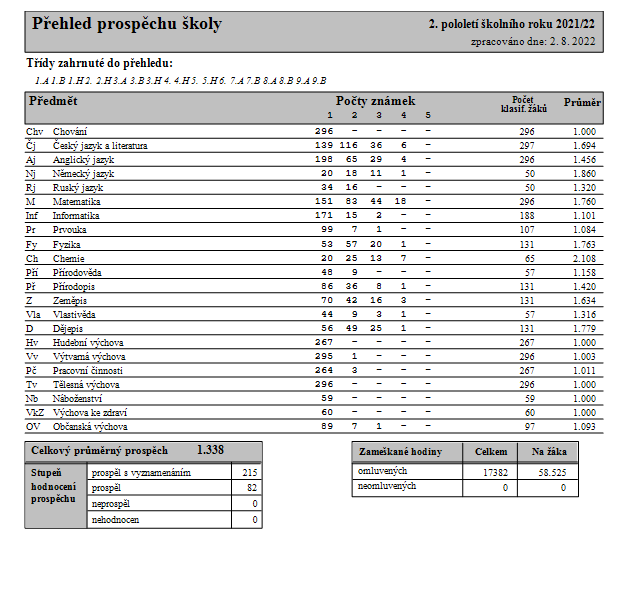 Přehled prospěchu školy
2. pololetí školního roku 2021/22
zpracováno dne: 2. 8. 2022
Třídy zahrnuté do přehledu:
1.A 1.B 1.H 2. 2.H 3.A 3.B 3.H 4. 4.H 5. 5.H 6. 7.A 7.B 8.A 8.B 9.A 9.B
Předmět Počty známek Počet klasif. žáků Průměr
1 2 3 4 5
Chv Chování 296 – – – – 296 1.000
Čj Český jazyk a literatura 139 116 36 6 – 297 1.694
Aj Anglický jazyk 198 65 29 4 – 296 1.456
Nj Německý jazyk 20 18 11 1 – 50 1.860
Rj Ruský jazyk 34 16 – – – 50 1.320
M Matematika 151 83 44 18 – 296 1.760
Inf Informatika 171 15 2 – – 188 1.101
Pr Prvouka 99 7 1 – – 107 1.084
Fy Fyzika 53 57 20 1 – 131 1.763
Ch Chemie 20 25 13 7 – 65 2.108
Pří Přírodověda 48 9 – – – 57 1.158
Př Přírodopis 86 36 8 1 – 131 1.420
Z Zeměpis 70 42 16 3 – 131 1.634
Vla Vlastivěda 44 9 3 1 – 57 1.316
D Dějepis 56 49 25 1 – 131 1.779
Hv Hudební výchova 267 – – – – 267 1.000
Vv Výtvarná výchova 295 1 – – – 296 1.003
Pč Pracovní činnosti 264 3 – – – 267 1.011
Tv Tělesná výchova 296 – – – – 296 1.000
Nb Náboženství 59 – – – – 59 1.000
VkZ Výchova ke zdraví 60 – – – – 60 1.000
OV Občanská výchova 89 7 1 – – 97 1.093
Celkový průměrný prospěch 1.338
Stupeň hodnocení prospěchu
prospěl s vyznamenáním 215
prospěl 82
neprospěl 0
nehodnocen 0
Zameškané hodiny Celkem Na žáka
omluvených 17382 58.525
neomluvených 0 0